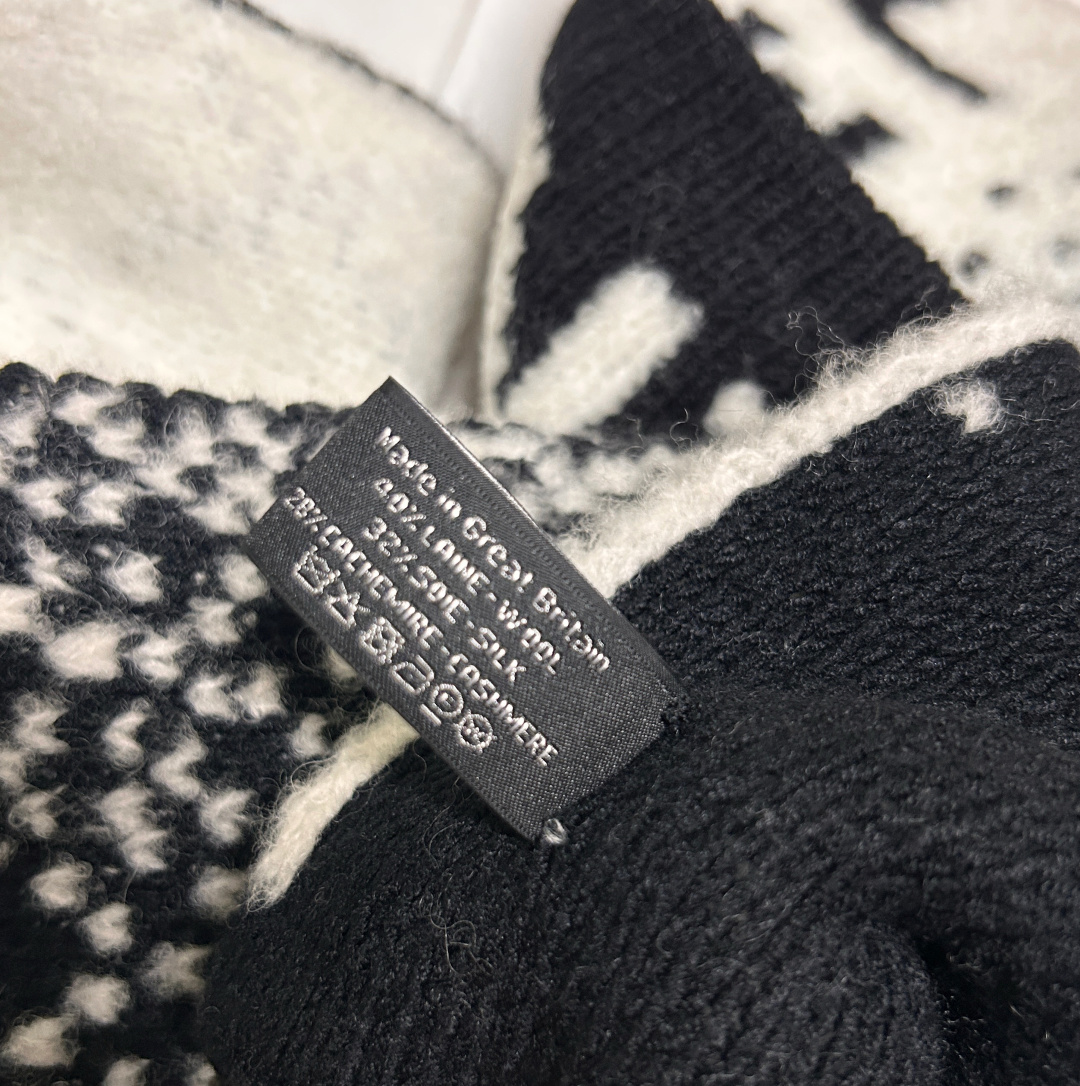 Made in Great Britain
40% LAINE - WOOL
32% SOIE - SILK
28% CACHEMIRE - CASHMERE